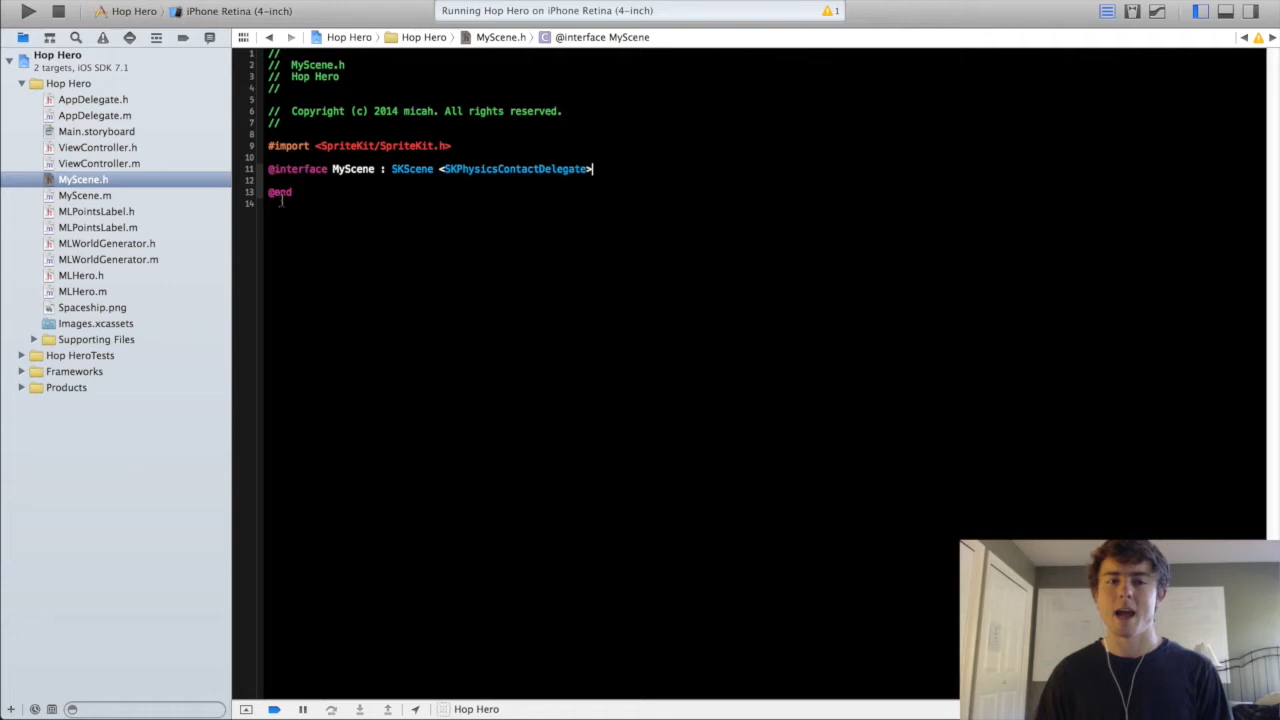 Hop Hero
iPhone Retina (4-inch)
Running Hop Hero on iPhone Retina (4-inch)
1
Hop Hero
Hop Hero
MyScene.h
@interface MyScene
Hop Hero
2 targets, iOS SDK 7.1
Hop Hero
AppDelegate.h
AppDelegate.m
Main.storyboard
ViewController.h
ViewController.m
MyScene.h
MyScene.m
MLPointsLabel.h
MLPointsLabel.m
MLWorldGenerator.h
MLWorldGenerator.m
MLHero.h
MLHero.m
Spaceship.png
Images.xcassets
Supporting Files
Hop HeroTests
Frameworks
Products
1 //
2 // MyScene.h
3 // Hop Hero
4 //
5
6 // Copyright (c) 2014 micah. All rights reserved.
7 //
8
9 #import <SpriteKit/SpriteKit.h>
10
11 @interface MyScene : SKScene <SKPhysicsContactDelegate>
12
13 @end
14
Hop Hero